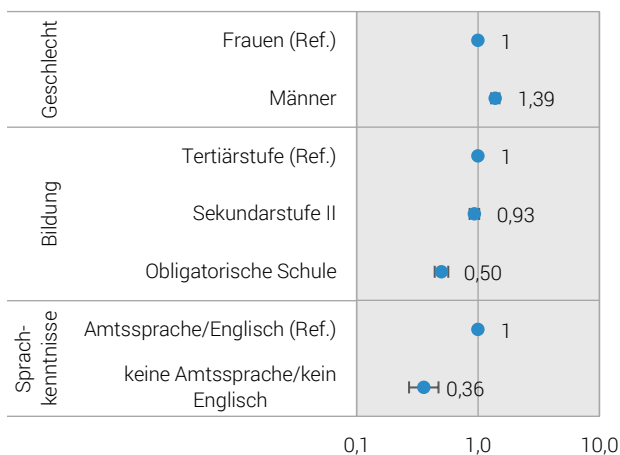 Geschlecht
Frauen (Ref.) 1
Männer 1,39
Bildung
Tertiärstufe (Ref.) 1
Sekundarstufe II 0,93
Obligatorische Schule 0,50
Sprach-
kenntnisse
Amtssprache/Englisch (Ref.) 1
keine Amtssprache/kein
Englisch 0,36
0,1 1,0 10,0